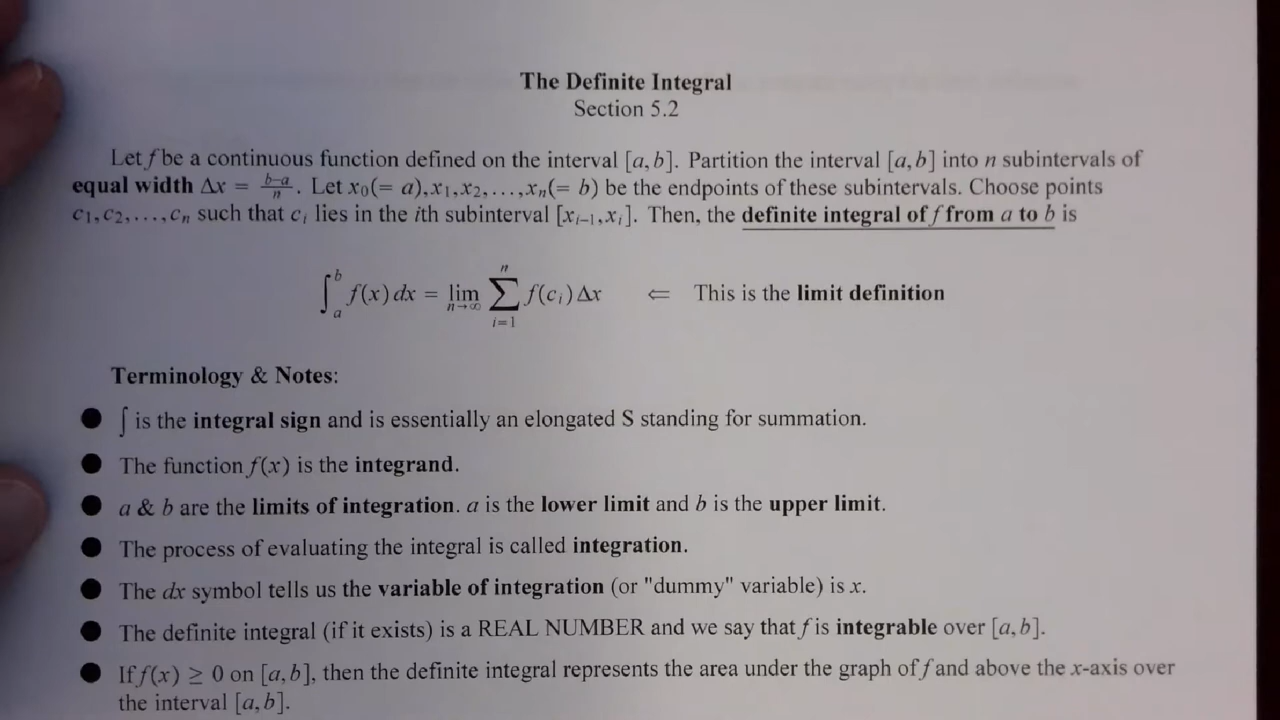 The Definite Integral
Section 5.2
Let f be a continuous function defined on the interval [a,b]. Partition the interval [a,b] into n subintervals of
equal width Δx = (b−a)/n. Let x₀(= a),x₁,x₂,...,xₙ(= b) be the endpoints of these subintervals. Choose points
c₁,c₂,...,cₙ such that cᵢ lies in the ith subinterval [xᵢ₋₁,xᵢ]. Then, the definite integral of f from a to b is
∫ₐᵇ f(x)dx = lim n→∞ ∑ i=1 n f(cᵢ)Δx ⇐ This is the limit definition
Terminology & Notes:
● ∫ is the integral sign and is essentially an elongated S standing for summation.
● The function f(x) is the integrand.
● a & b are the limits of integration. a is the lower limit and b is the upper limit.
● The process of evaluating the integral is called integration.
● The dx symbol tells us the variable of integration (or "dummy" variable) is x.
● The definite integral (if it exists) is a REAL NUMBER and we say that f is integrable over [a,b].
● If f(x) ≥ 0 on [a,b], then the definite integral represents the area under the graph of f and above the x-axis over
the interval [a,b].